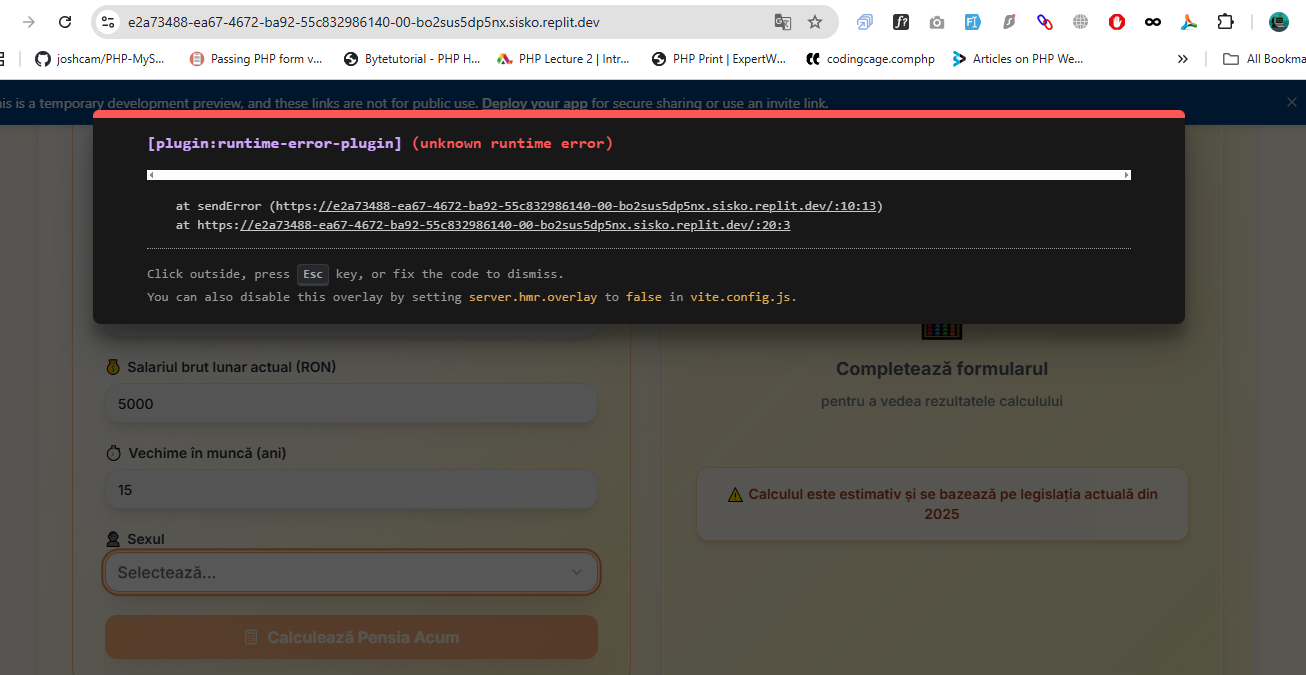 e2a73488-ea67-4672-ba92-55c832986140-00-bo2sus5dp5nx.sisko.replit.dev
joshcam/PHP-MyS...
Passing PHP form v...
Bytetutorial - PHP H...
PHP Lecture 2 | Intr...
PHP Print | ExpertW...
codingcage.comphp
Articles on PHP We...
»
All Bookma
his is a temporary development preview, and these links are not for public use. Deploy your app for secure sharing or use an invite link.
[plugin:runtime-error-plugin] (unknown runtime error)
at sendError (https://e2a73488-ea67-4672-ba92-55c832986140-00-bo2sus5dp5nx.sisko.replit.dev/:10:13)
at https://e2a73488-ea67-4672-ba92-55c832986140-00-bo2sus5dp5nx.sisko.replit.dev/:20:3
Click outside, press Esc key, or fix the code to dismiss.
You can also disable this overlay by setting server.hmr.overlay to false in vite.config.js.
Salariul brut lunar actual (RON)
5000
Vechime în muncă (ani)
15
Sexul
Selectează...
Calculează Pensia Acum
Completează formularul
pentru a vedea rezultatele calculului
Calculul este estimativ și se bazează pe legislația actuală din
2025